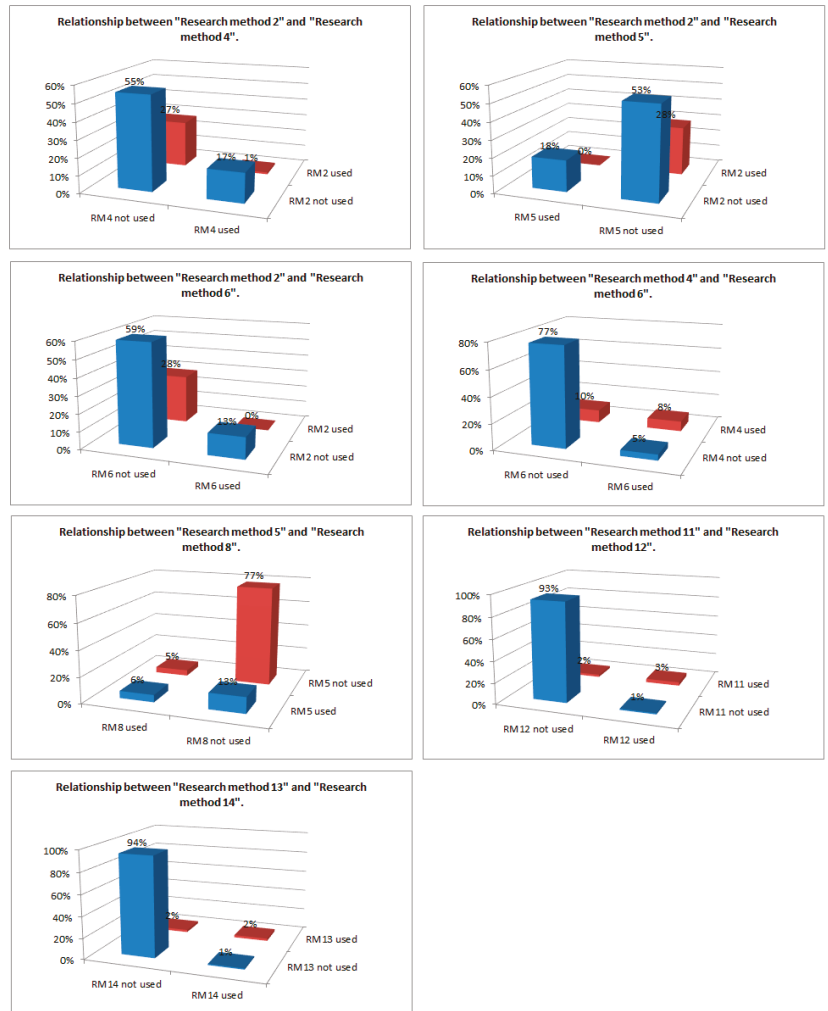 Relationship between "Research method 2" and "Research
method 4".
60%
50%
40%
30%
20%
10%
0%
55%
27%
17%
1%
RM2 used
RM2 not used
RM4 not used
RM4 used
Relationship between "Research method 2" and "Research
method 5".
60%
50%
40%
30%
20%
10%
0%
18%
0%
53%
28%
RM2 used
RM2 not used
RM5 used
RM5 not used
Relationship between "Research method 2" and "Research
method 6".
60%
50%
40%
30%
20%
10%
0%
59%
28%
13%
0%
RM2 used
RM2 not used
RM6 not used
RM6 used
Relationship between "Research method 4" and "Research
method 6".
80%
60%
40%
20%
0%
77%
10%
8%
5%
RM4 used
RM4 not used
RM6 not used
RM6 used
Relationship between "Research method 5" and "Research
method 8".
80%
60%
40%
20%
0%
77%
5%
6%
13%
RM5 not used
RM5 used
RM8 used
RM8 not used
Relationship between "Research method 11" and "Research
method 12".
100%
80%
60%
40%
20%
0%
93%
2%
3%
1%
RM11 used
RM11 not used
RM12 not used
RM12 used
Relationship between "Research method 13" and "Research
method 14".
100%
80%
60%
40%
20%
0%
94%
2%
2%
1%
RM13 used
RM13 not used
RM14 not used
RM14 used